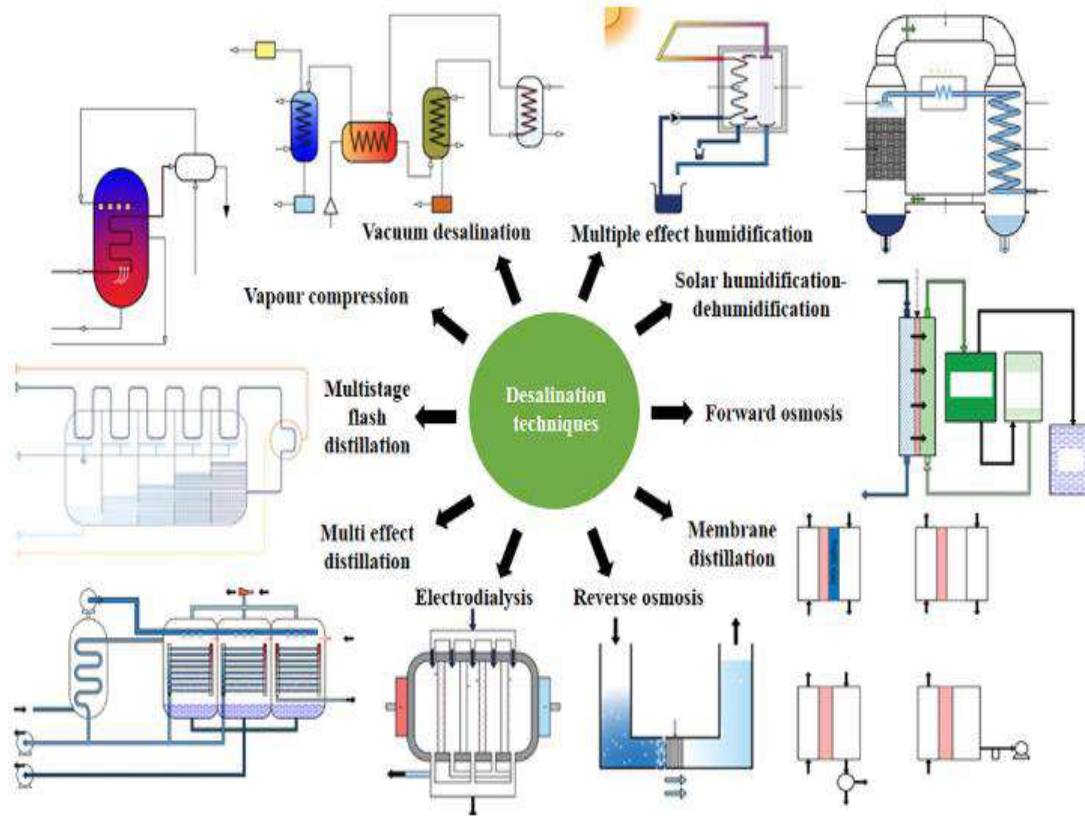 Vacuum desalination
Multiple effect humidification
Vapour compression
Solar humidification-
dehumidification
Multistage
flash
distillation
Desalination
techniques
Forward osmosis
Multi effect
distillation
Membrane
distillation
Electrodialysis
Reverse osmosis